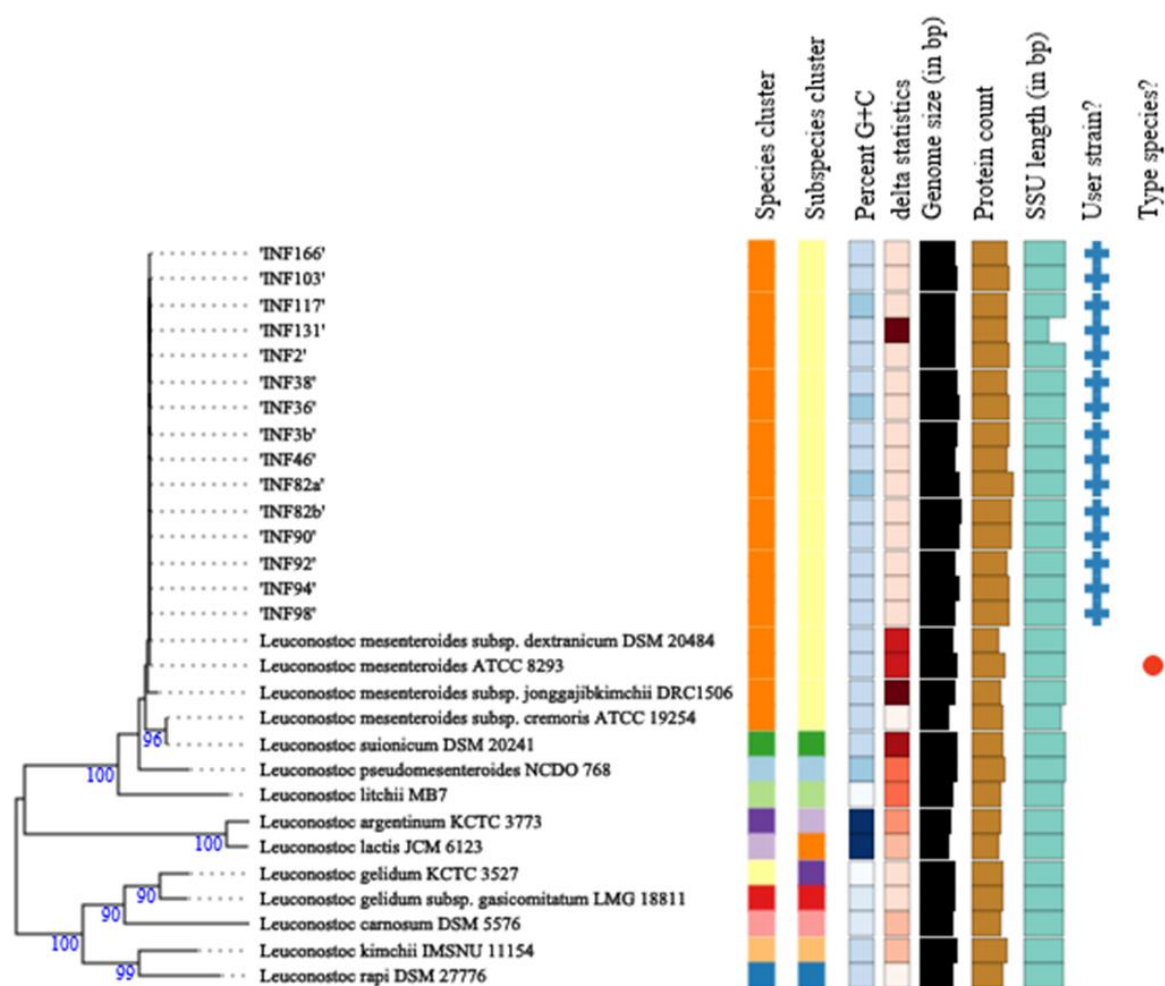 Species cluster
Subspecies cluster
Percent G+C
delta statistics
Genome size (in bp)
Protein count
SSU length (in bp)
User strain?
Type species?
'INF166'
'INF103'
'INF117'
'INF131'
'INF2'
'INF38'
'INF36'
'INF3b'
'INF46'
'INF82a'
'INF82b'
'INF90'
'INF92'
'INF94'
'INF98'
Leuconostoc mesenteroides subsp. dextranicum DSM 20484
Leuconostoc mesenteroides ATCC 8293
Leuconostoc mesenteroides subsp. jonggajibkimchii DRC1506
Leuconostoc mesenteroides subsp. cremoris ATCC 19254
96
Leuconostoc suionicum DSM 20241
Leuconostoc pseudomesenteroides NCDO 768
100
Leuconostoc litchii MB7
Leuconostoc argentinum KCTC 3773
100
Leuconostoc lactis JCM 6123
Leuconostoc gelidum KCTC 3527
90
Leuconostoc gelidum subsp. gasicomitatum LMG 18811
90
Leuconostoc carnosum DSM 5576
100
Leuconostoc kimchii IMSNU 11154
99
Leuconostoc rapi DSM 27776